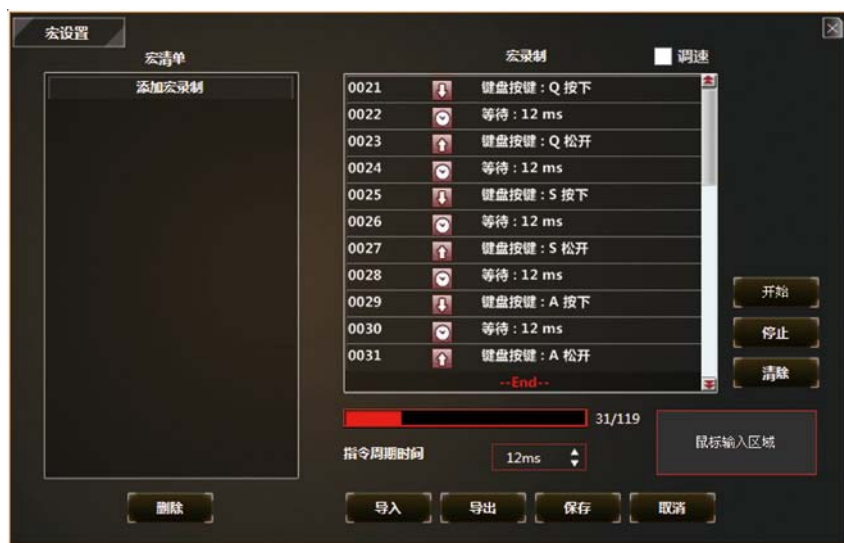 宏设置
宏清单
宏录制
调速
添加宏录制
0021 键盘按键：Q 按下
0022 等待：12 ms
0023 键盘按键：Q 松开
0024 等待：12 ms
0025 键盘按键：S 按下
0026 等待：12 ms
0027 键盘按键：S 松开
0028 等待：12 ms
0029 键盘按键：A 按下
0030 等待：12 ms
0031 键盘按键：A 松开
--End--
开始
停止
清除
31/119
指令周期时间 12ms
鼠标输入区域
删除 导入 导出 保存 取消